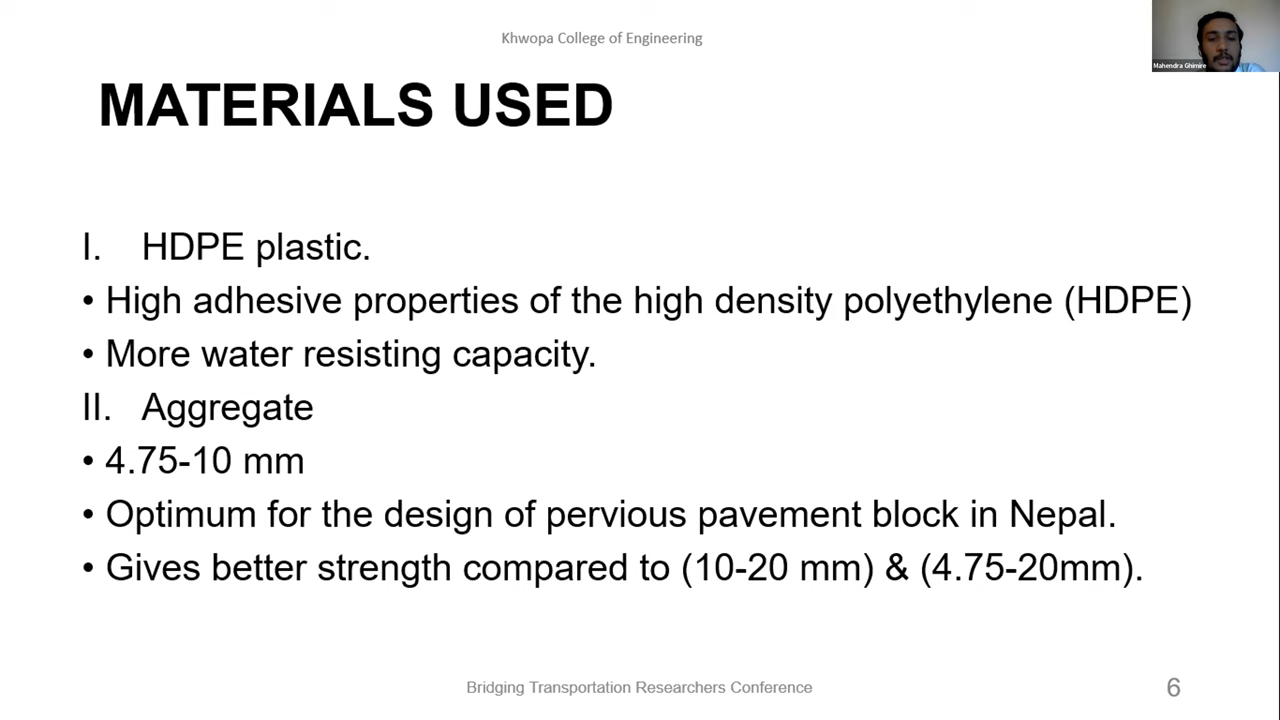 Khwopa College of Engineering
Mahendra Ghimire
MATERIALS USED
I. HDPE plastic.
• High adhesive properties of the high density polyethylene (HDPE)
• More water resisting capacity.
II. Aggregate
• 4.75-10 mm
• Optimum for the design of pervious pavement block in Nepal.
• Gives better strength compared to (10-20 mm) & (4.75-20mm).
Bridging Transportation Researchers Conference
6